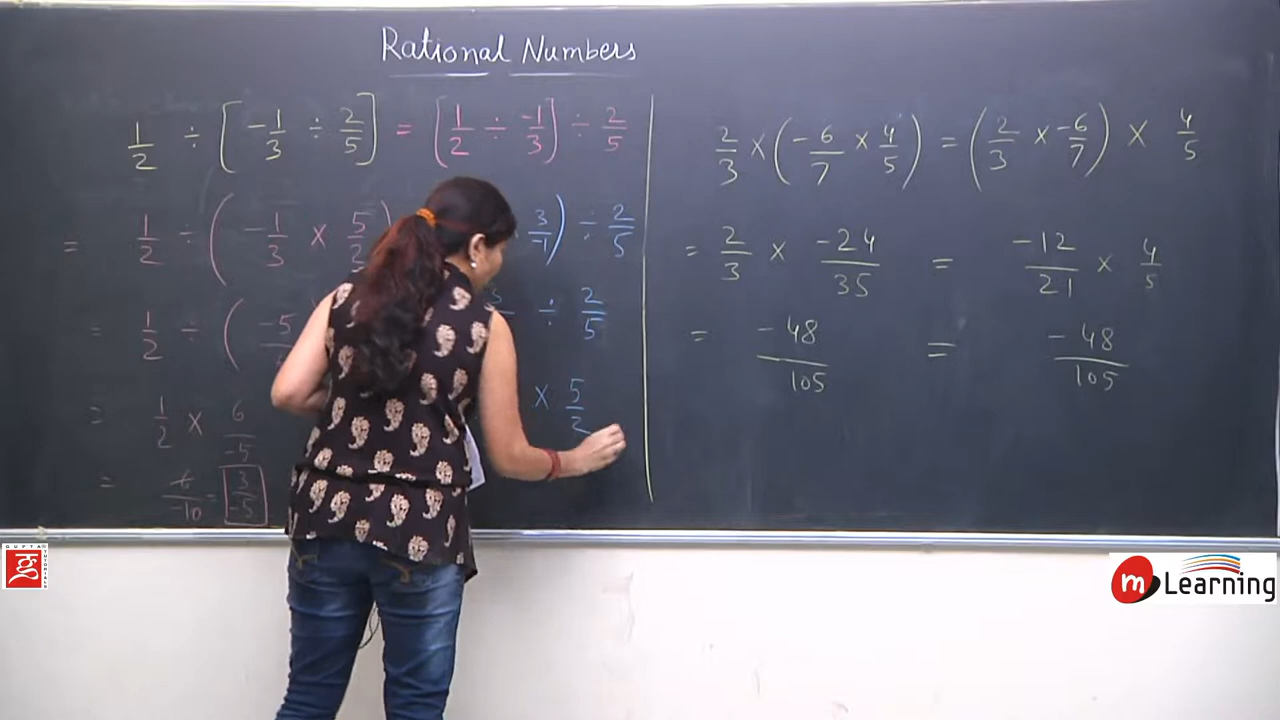 Rational Numbers
1/2 ÷ [-1/3 ÷ 2/5] = [1/2 ÷ -1/3] ÷ 2/5
= 1/2 ÷ (-1/3 × 5/2) 3/-1) ÷ 2/5
= 1/2 ÷ (-5 3 ÷ 2/5
= 1/2 × 6/-5 × 5/2
= 6/-10 = 3/-5
2/3 × (-6/7 × 4/5) = (2/3 × -6/7) × 4/5
= 2/3 × -24/35 = -12/21 × 4/5
= -48/105 = -48/105
GUPTA TUTORIALS
m Learning